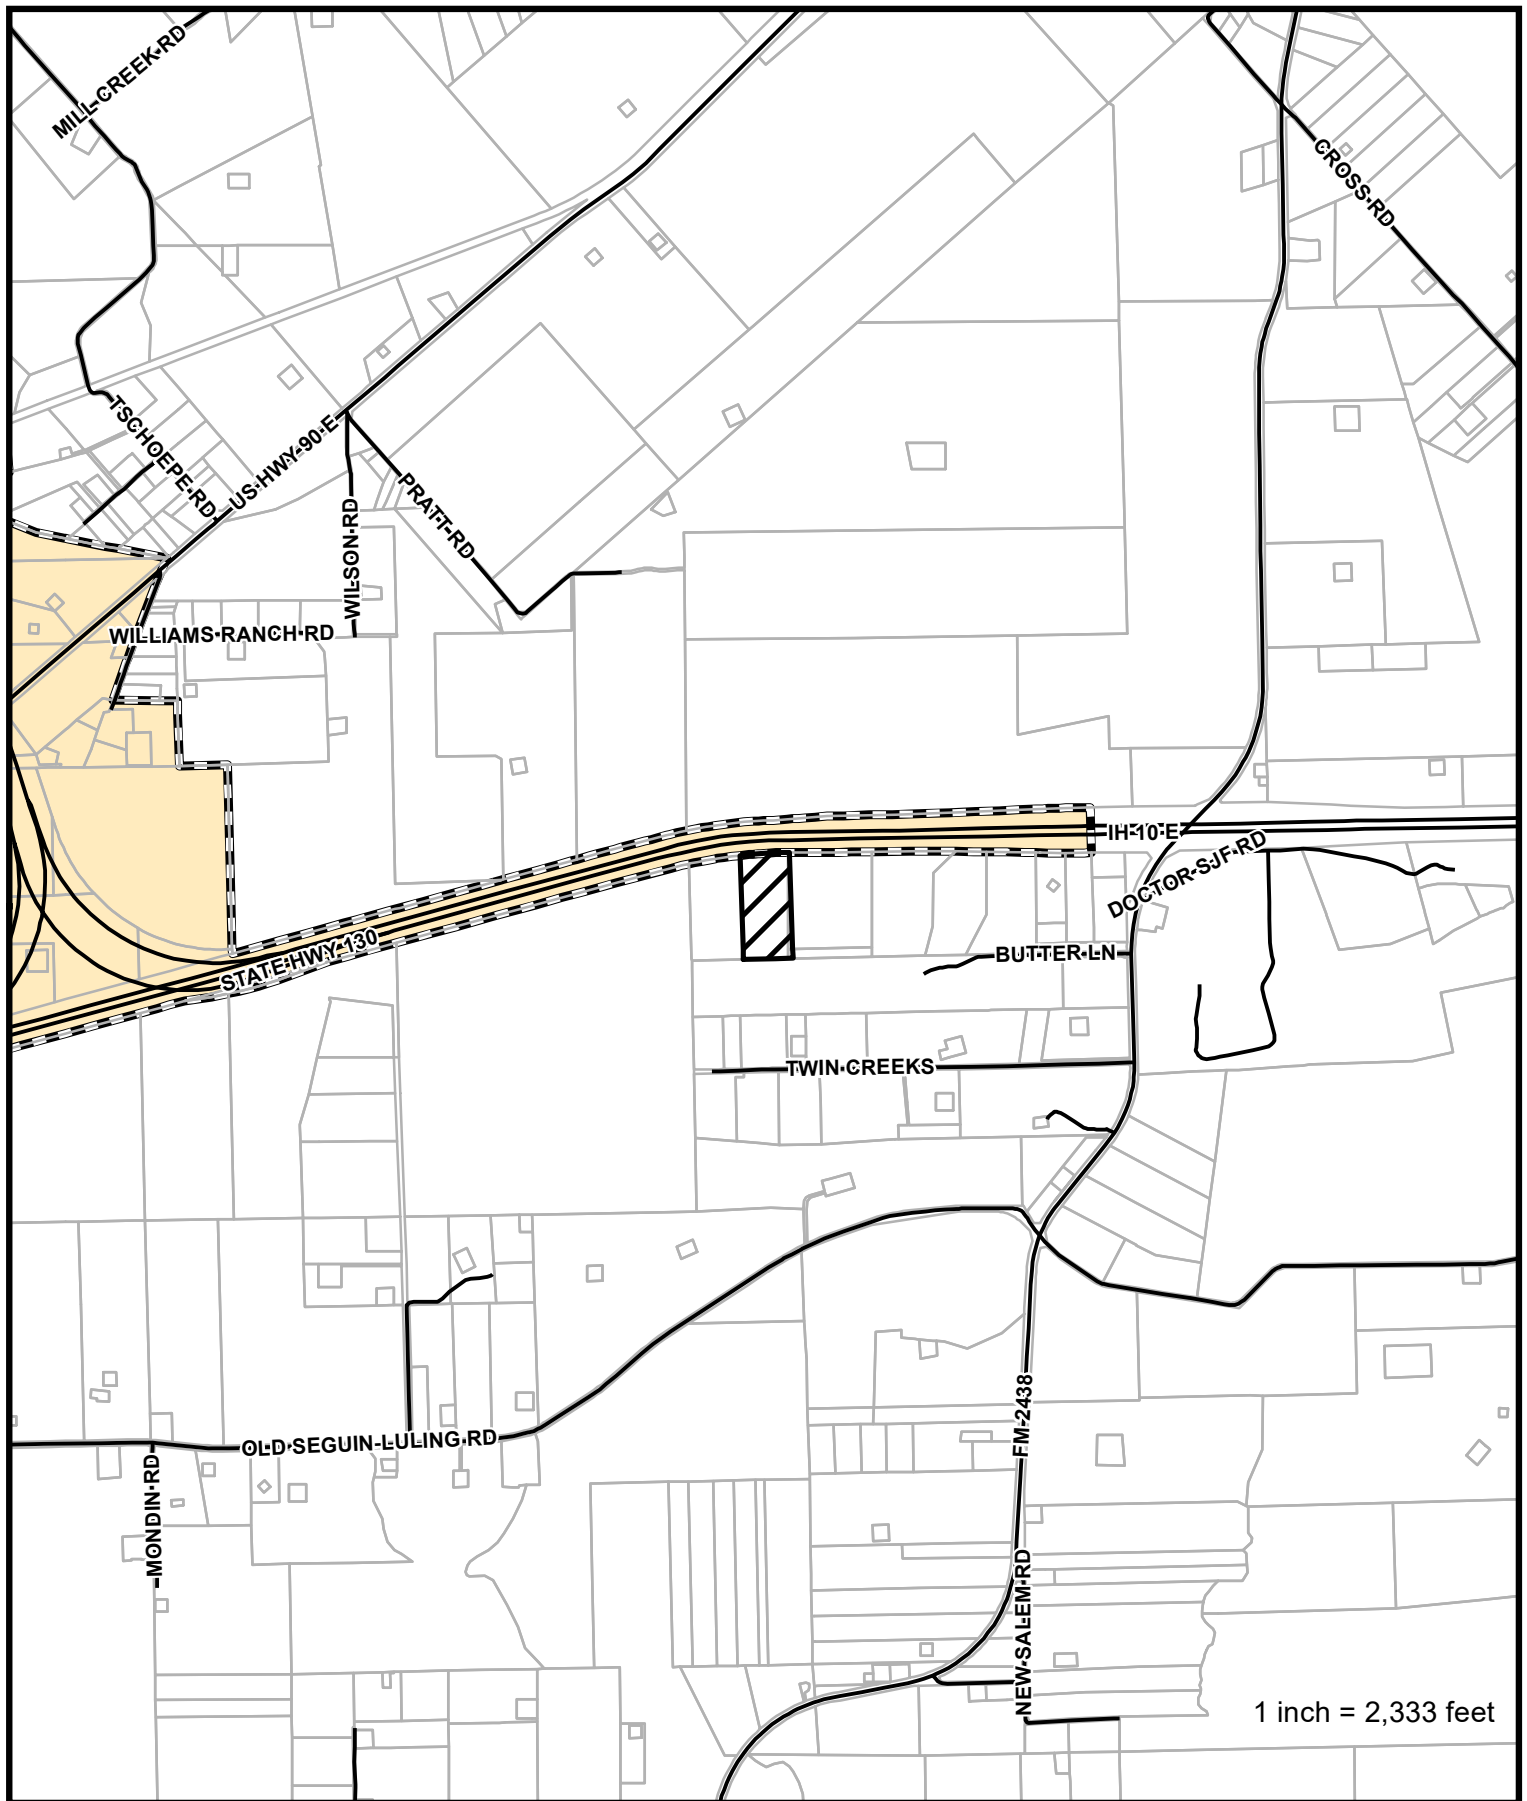 MILL CREEK RD
CROSS RD
TSCHOEPE RD
US HWY 90 E
PRATT RD
WILSON RD
WILLIAMS RANCH RD
IH 10 E
DOCTOR SJF RD
STATE HWY 130
BUTTER LN
TWIN CREEKS
FM 2438
OLD SEGUIN-LULING RD
MONDIN RD
NEW SALEM RD
1 inch = 2,333 feet